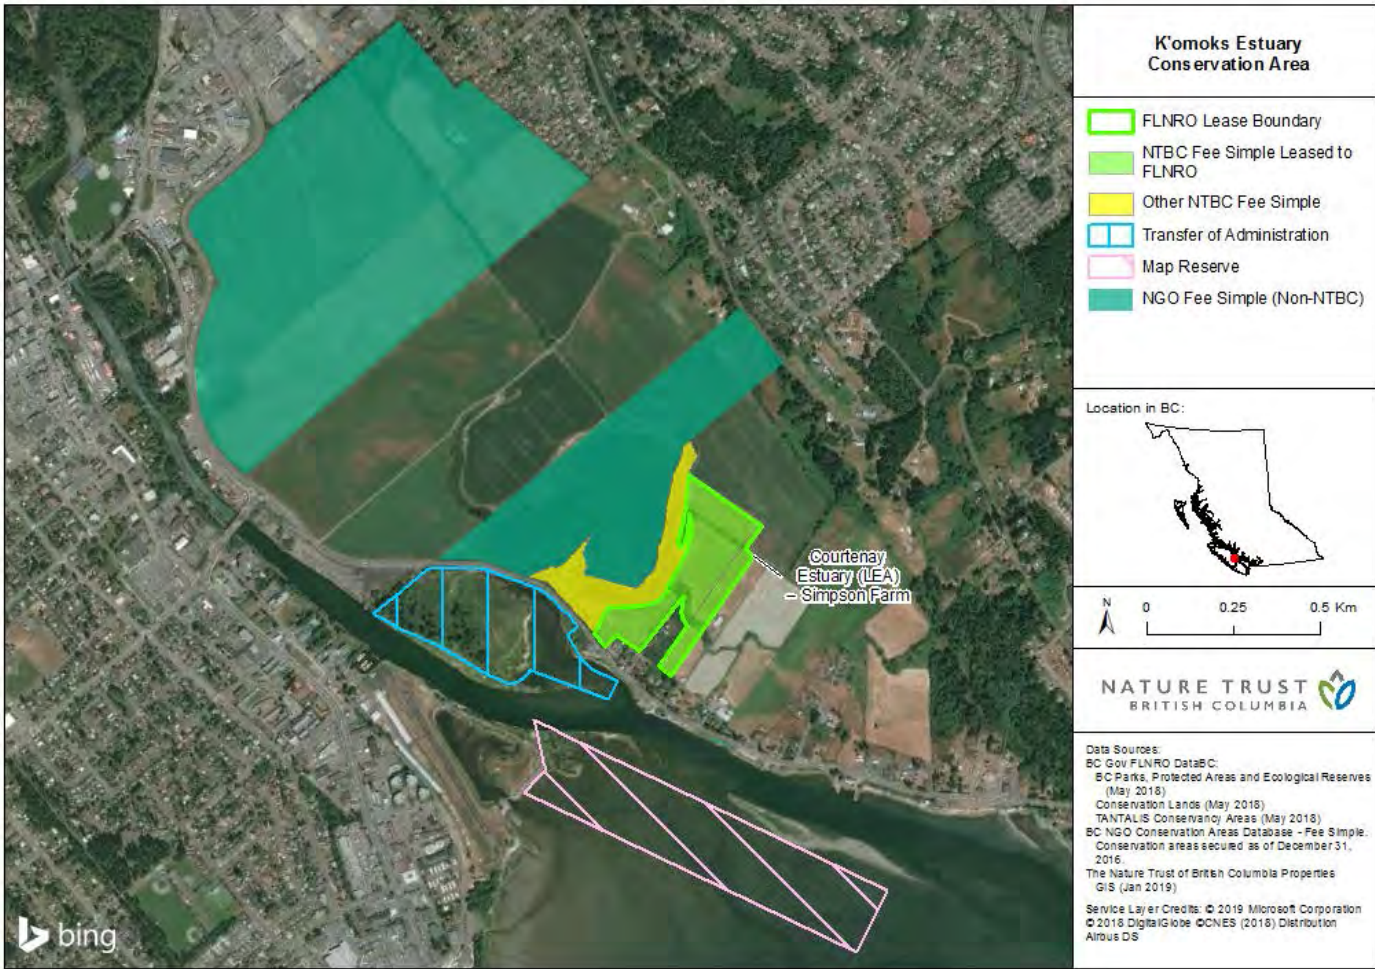 K'omoks Estuary
Conservation Area
FLNRO Lease Boundary
NTBC Fee Simple Leased to
FLNRO
Other NTBC Fee Simple
Transfer of Administration
Map Reserve
NGO Fee Simple (Non-NTBC)
Courtenay
Estuary (LEA)
– Simpson Farm
Location in BC:
N
0 0.25 0.5 Km
NATURE TRUST
BRITISH COLUMBIA
Data Sources:
BC Gov FLNRO DataBC:
BC Parks, Protected Areas and Ecological Reserves
(May 2018)
Conservation Lands (May 2018)
TANTALIS Conservancy Areas (May 2018)
BC NGO Conservation Areas Database - Fee Simple.
Conservation areas secured as of December 31,
2016.
The Nature Trust of British Columbia Properties
GIS (Jan 2019)
Service Layer Credits: © 2019 Microsoft Corporation
© 2018 DigitalGlobe ©CNES (2018) Distribution
Airbus DS
bing